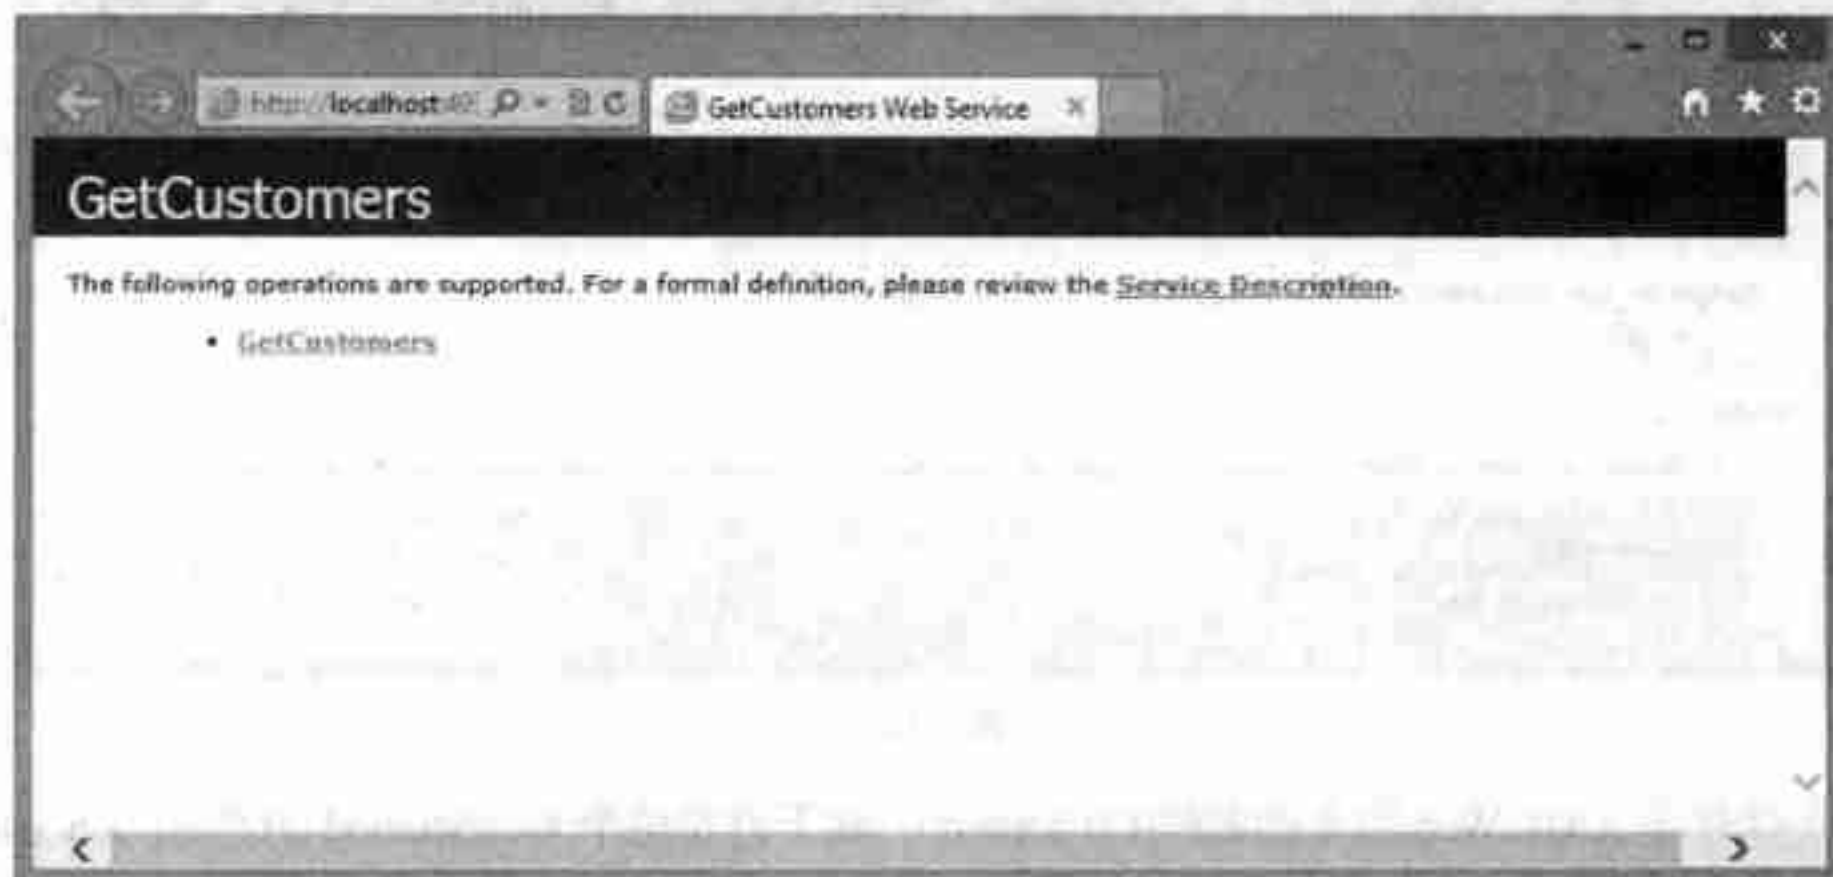 http://localhost:49
GetCustomers Web Service
GetCustomers
The following operations are supported. For a formal definition, please review the Service Description.
• GetCustomers